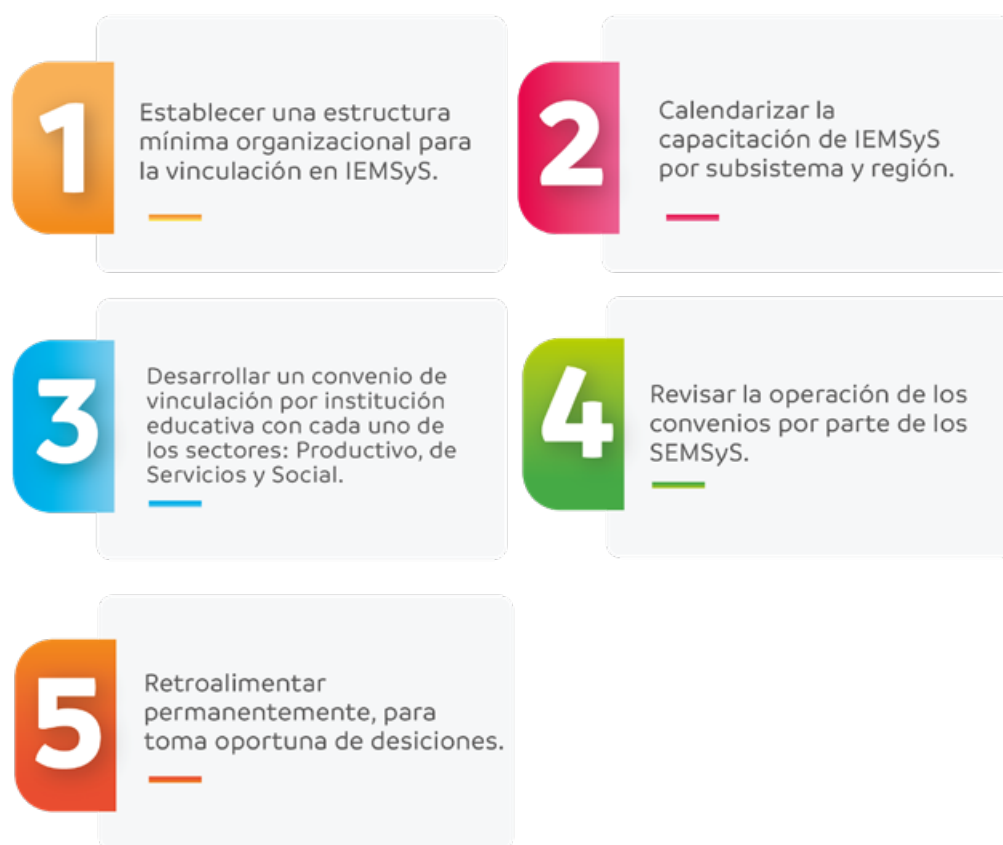 1
Establecer una estructura
mínima organizacional para
la vinculación en IEMSyS.
2
Calendarizar la
capacitación de IEMSyS
por subsistema y región.
3
Desarrollar un convenio de
vinculación por institución
educativa con cada uno de
los sectores: Productivo, de
Servicios y Social.
4
Revisar la operación de los
convenios por parte de los
SEMSyS.
5
Retroalimentar
permanentemente, para
toma oportuna de desiciones.